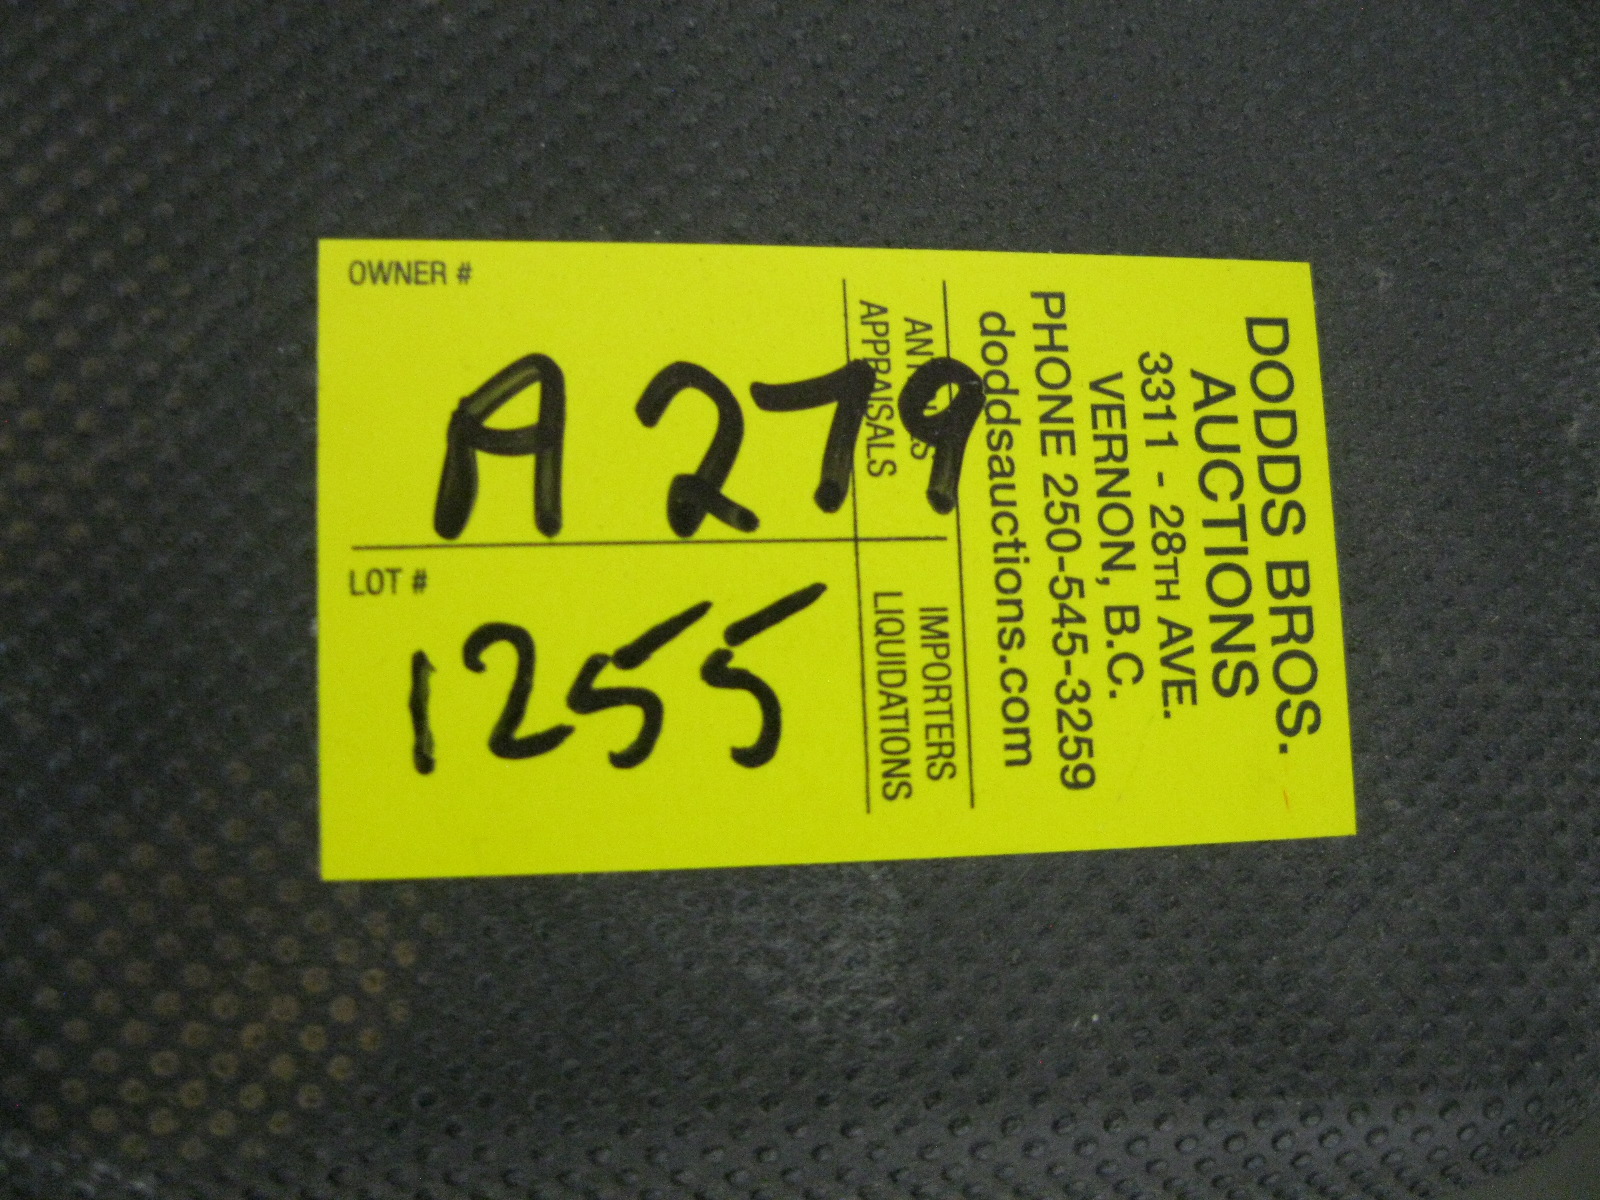 DODDS BROS.
AUCTIONS
3311 - 28TH AVE.
VERNON, B.C.
PHONE 250-545-3259
doddsauctions.com
IMPORTERS
APPRAISALS LIQUIDATIONS
OWNER #
A 279
LOT #
1255